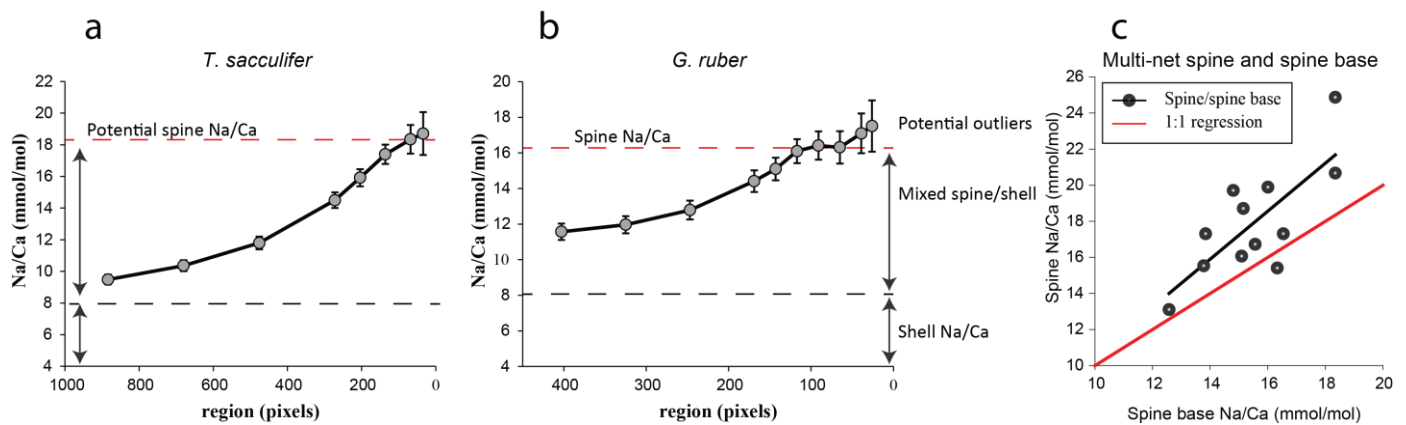 a
T. sacculifer
Na/Ca (mmol/mol)
22
20
18
16
14
12
10
8
6
4
Potential spine Na/Ca
1000 800 600 400 200 0
region (pixels)
b
G. ruber
Na/Ca (mmol/mol)
20
18
16
14
12
10
8
6
4
Spine Na/Ca
Potential outliers
Mixed spine/shell
Shell Na/Ca
400 300 200 100 0
region (pixels)
c
Multi-net spine and spine base
Spine Na/Ca (mmol/mol)
26
24
22
20
18
16
14
12
10
Spine/spine base
1:1 regression
10 12 14 16 18 20
Spine base Na/Ca (mmol/mol)